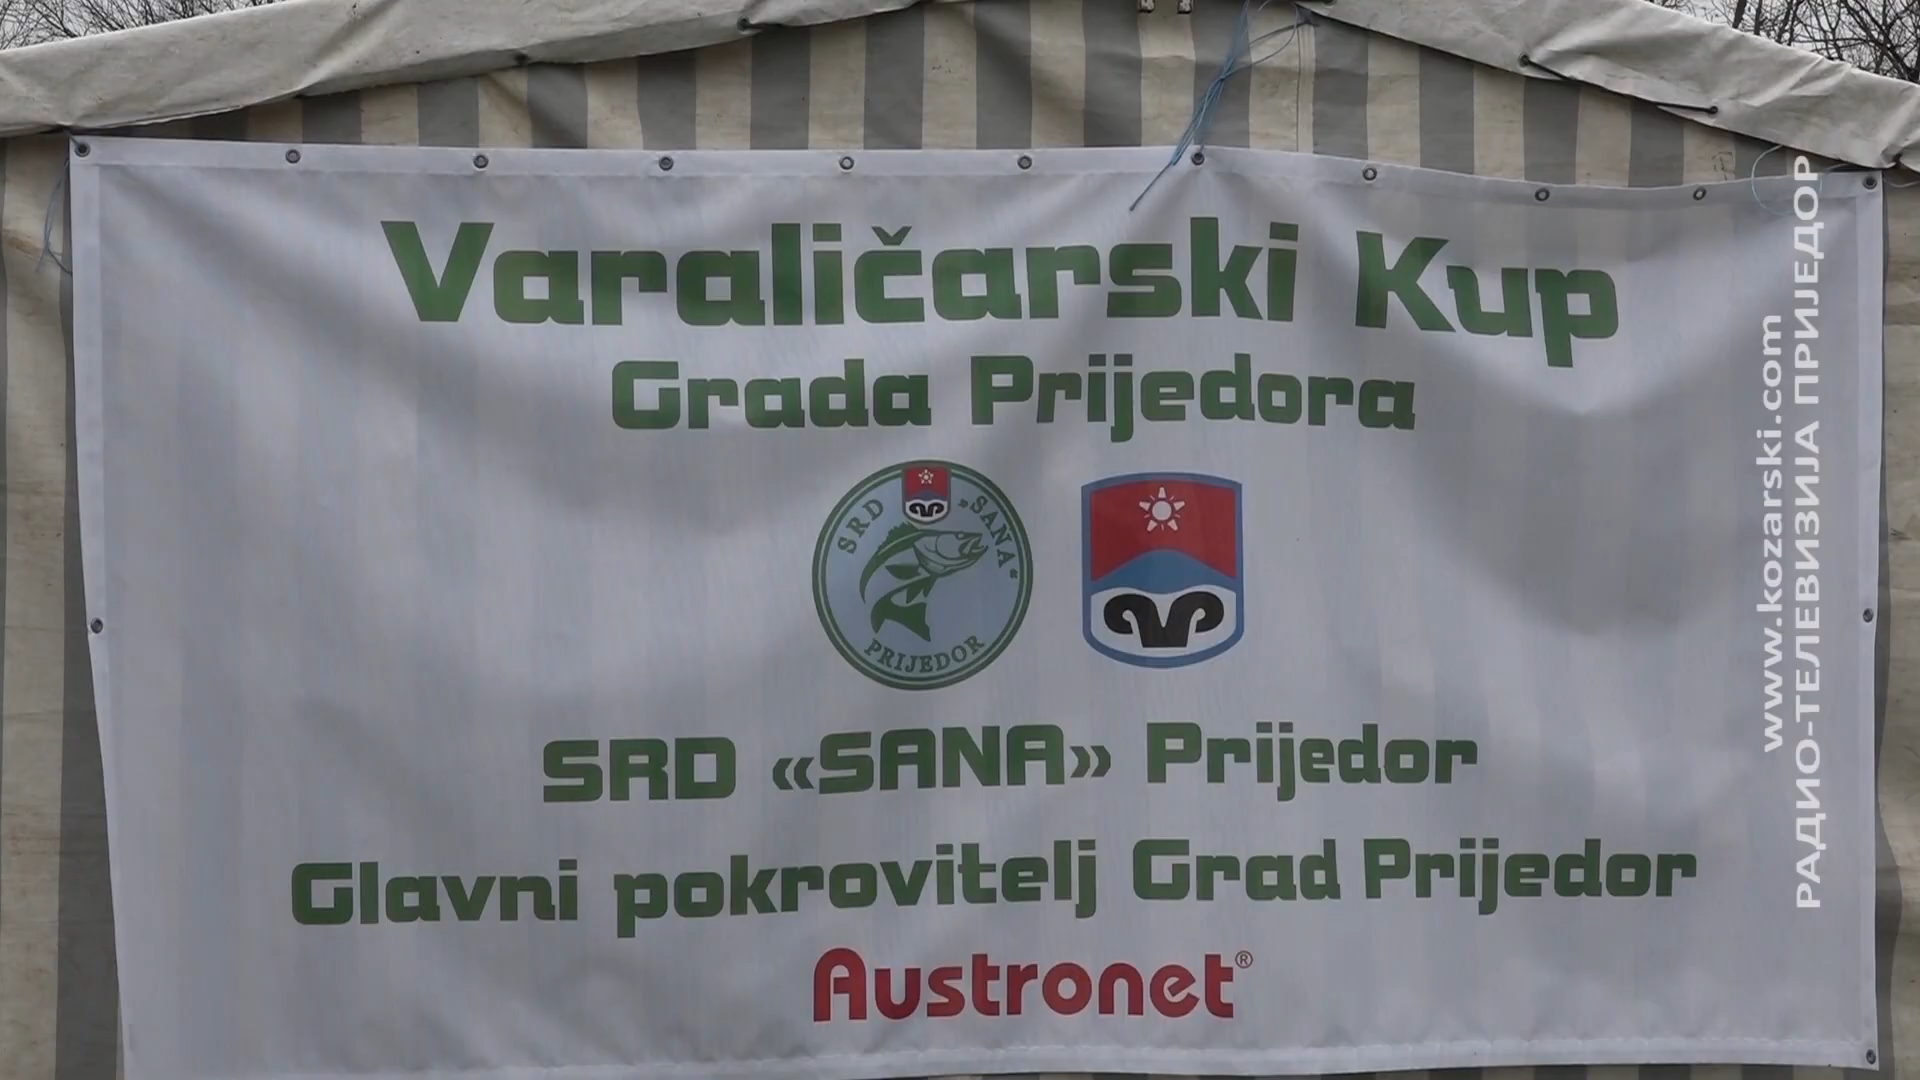 Varaličarski Kup
Grada Prijedora
SRD „SANA“
PRIJEDOR
SRD «SANA» Prijedor
Glavni pokrovitelj Grad Prijedor
Austronet®
www.kozarski.com
РАДИО-ТЕЛЕВИЗИЈА ПРИЈЕДОР